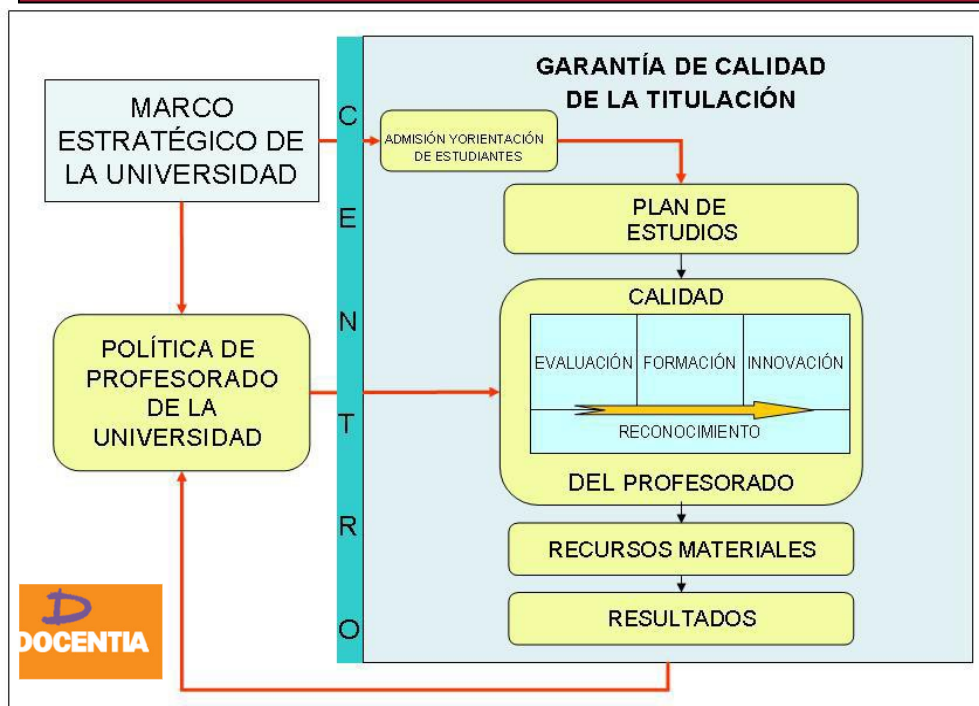 GARANTÍA DE CALIDAD
DE LA TITULACIÓN
MARCO
ESTRATÉGICO DE
LA UNIVERSIDAD
C
E
N
T
R
O
ADMISIÓN YORIENTACIÓN
DE ESTUDIANTES
PLAN DE
ESTUDIOS
POLÍTICA DE
PROFESORADO
DE LA
UNIVERSIDAD
CALIDAD
EVALUACIÓN FORMACIÓN INNOVACIÓN
RECONOCIMIENTO
DEL PROFESORADO
RECURSOS MATERIALES
RESULTADOS
D
DOCENTIA